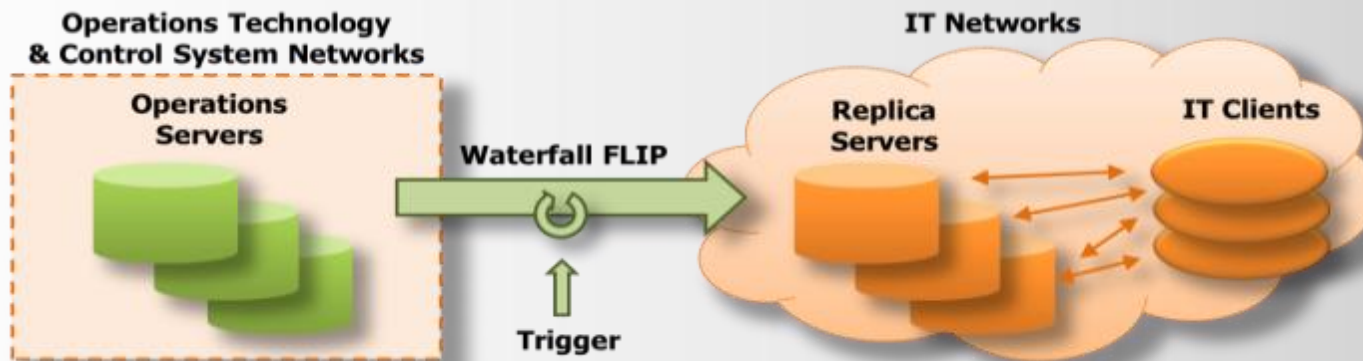 Operations Technology
& Control System Networks
Operations
Servers
Waterfall FLIP
Trigger
IT Networks
Replica
Servers
IT Clients